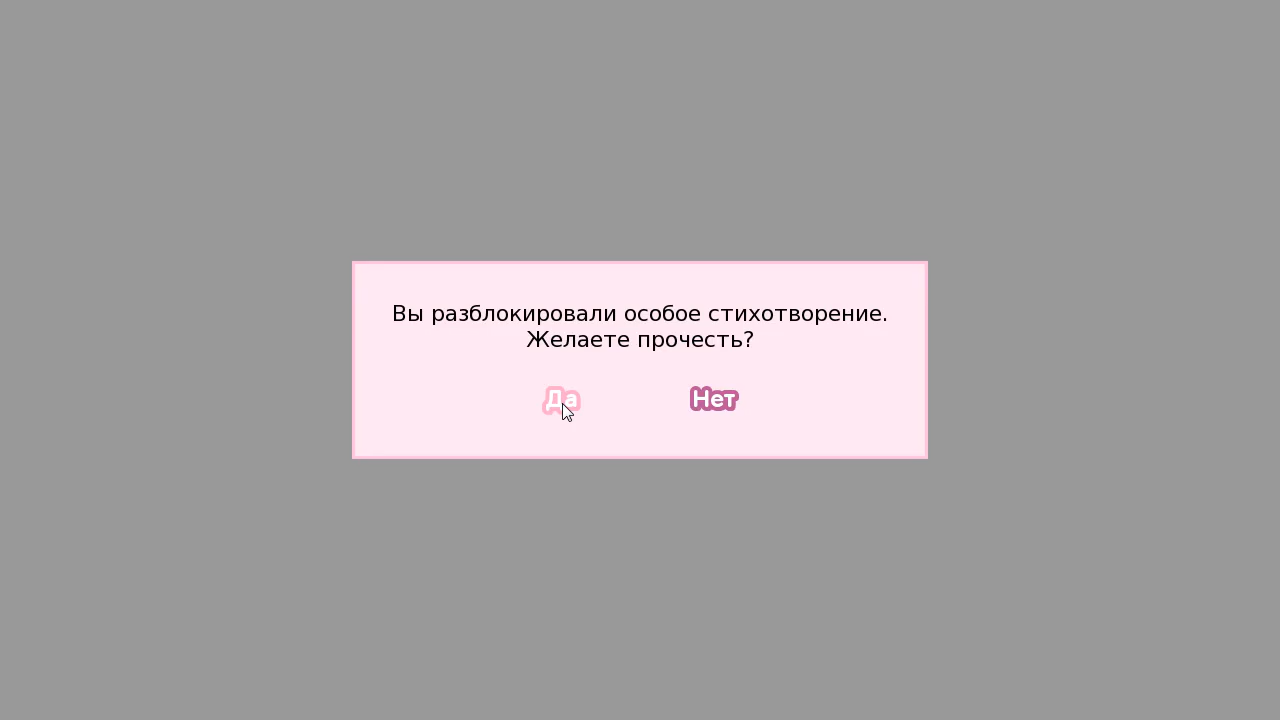 Вы разблокировали особое стихотворение.
Желаете прочесть?
Да Нет